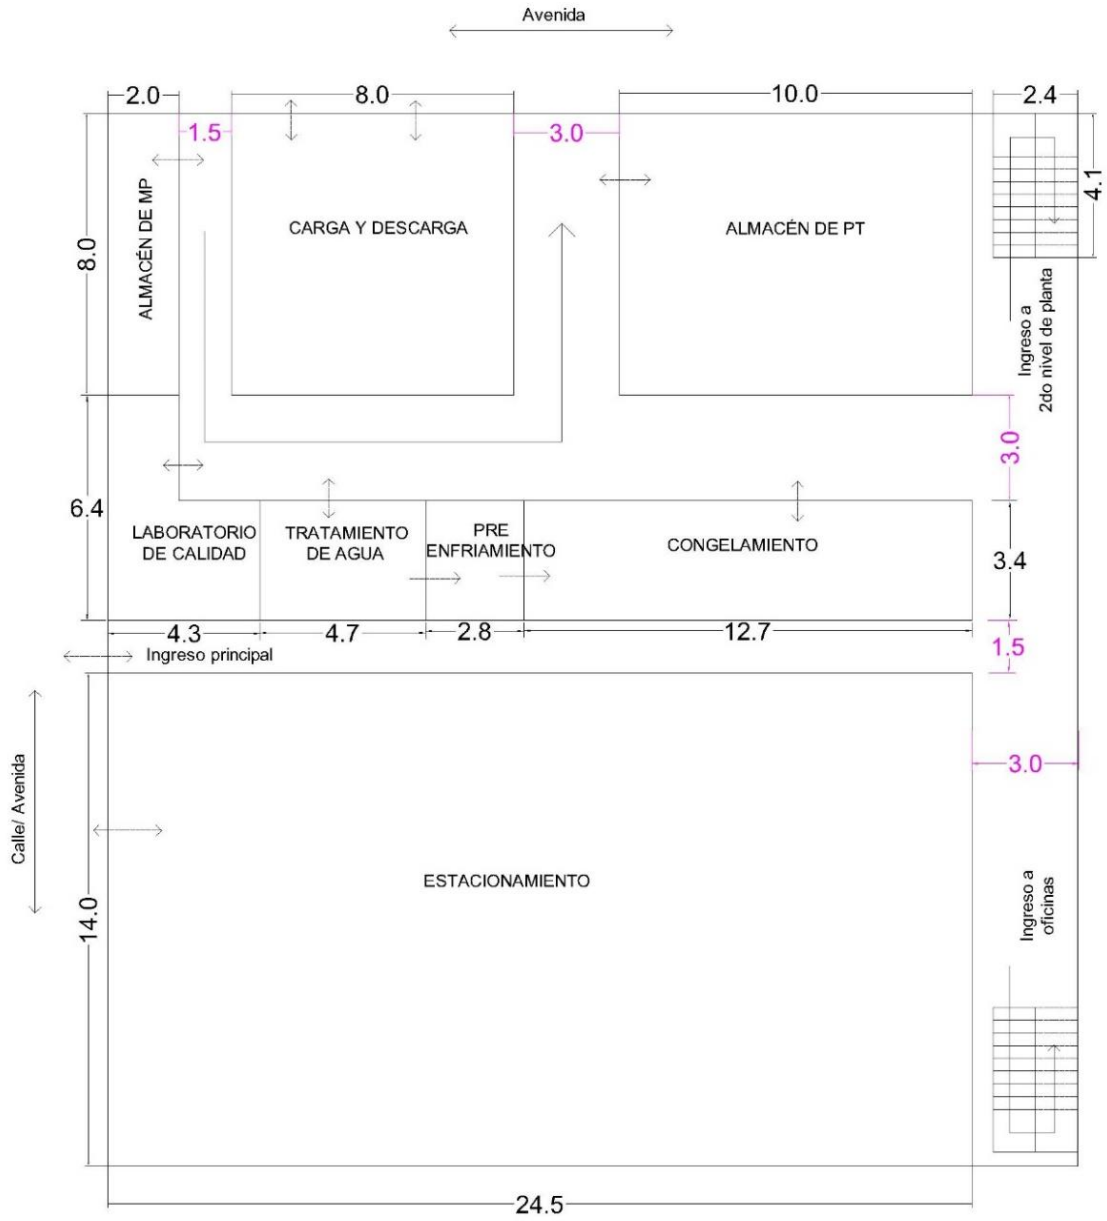 Avenida
2.0
8.0
10.0
2.4
1.5
3.0
4.1
ALMACÉN DE MP
CARGA Y DESCARGA
ALMACÉN DE PT
8.0
Ingreso a
2do nivel de planta
3.0
6.4
LABORATORIO
DE CALIDAD
TRATAMIENTO
DE AGUA
PRE
ENFRIAMIENTO
CONGELAMIENTO
3.4
4.3
4.7
2.8
12.7
1.5
Ingreso principal
3.0
Calle/ Avenida
14.0
ESTACIONAMIENTO
Ingreso a
oficinas
24.5